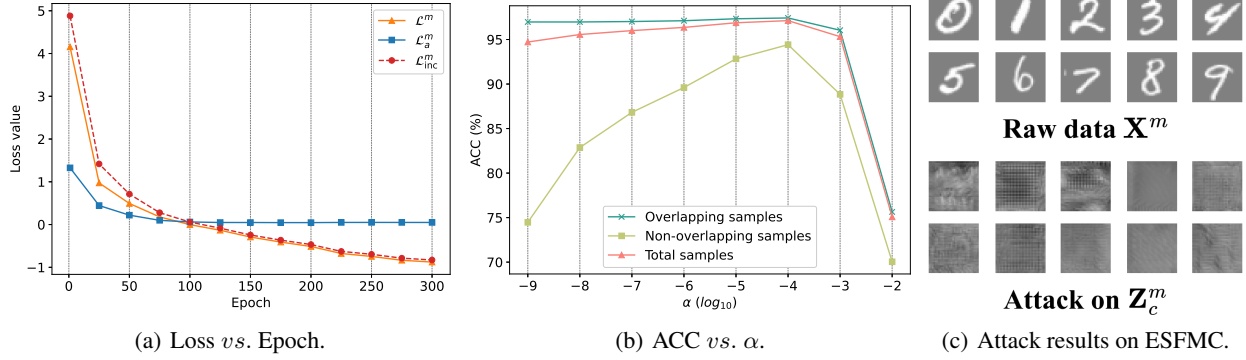 5
4
3
2
1
0
−1
Loss value
0
50
100
150
200
250
300
Epoch
ℒ^m
ℒ_a^m
ℒ_inc^m
(a) Loss vs. Epoch.
95
90
85
80
75
70
ACC (%)
−9
−8
−7
−6
−5
−4
−3
−2
α (log₁₀)
Overlapping samples
Non-overlapping samples
Total samples
(b) ACC vs. α.
0 1 2 3 4
5 6 7 8 9
Raw data X^m
Attack on Z_c^m
(c) Attack results on ESFMC.